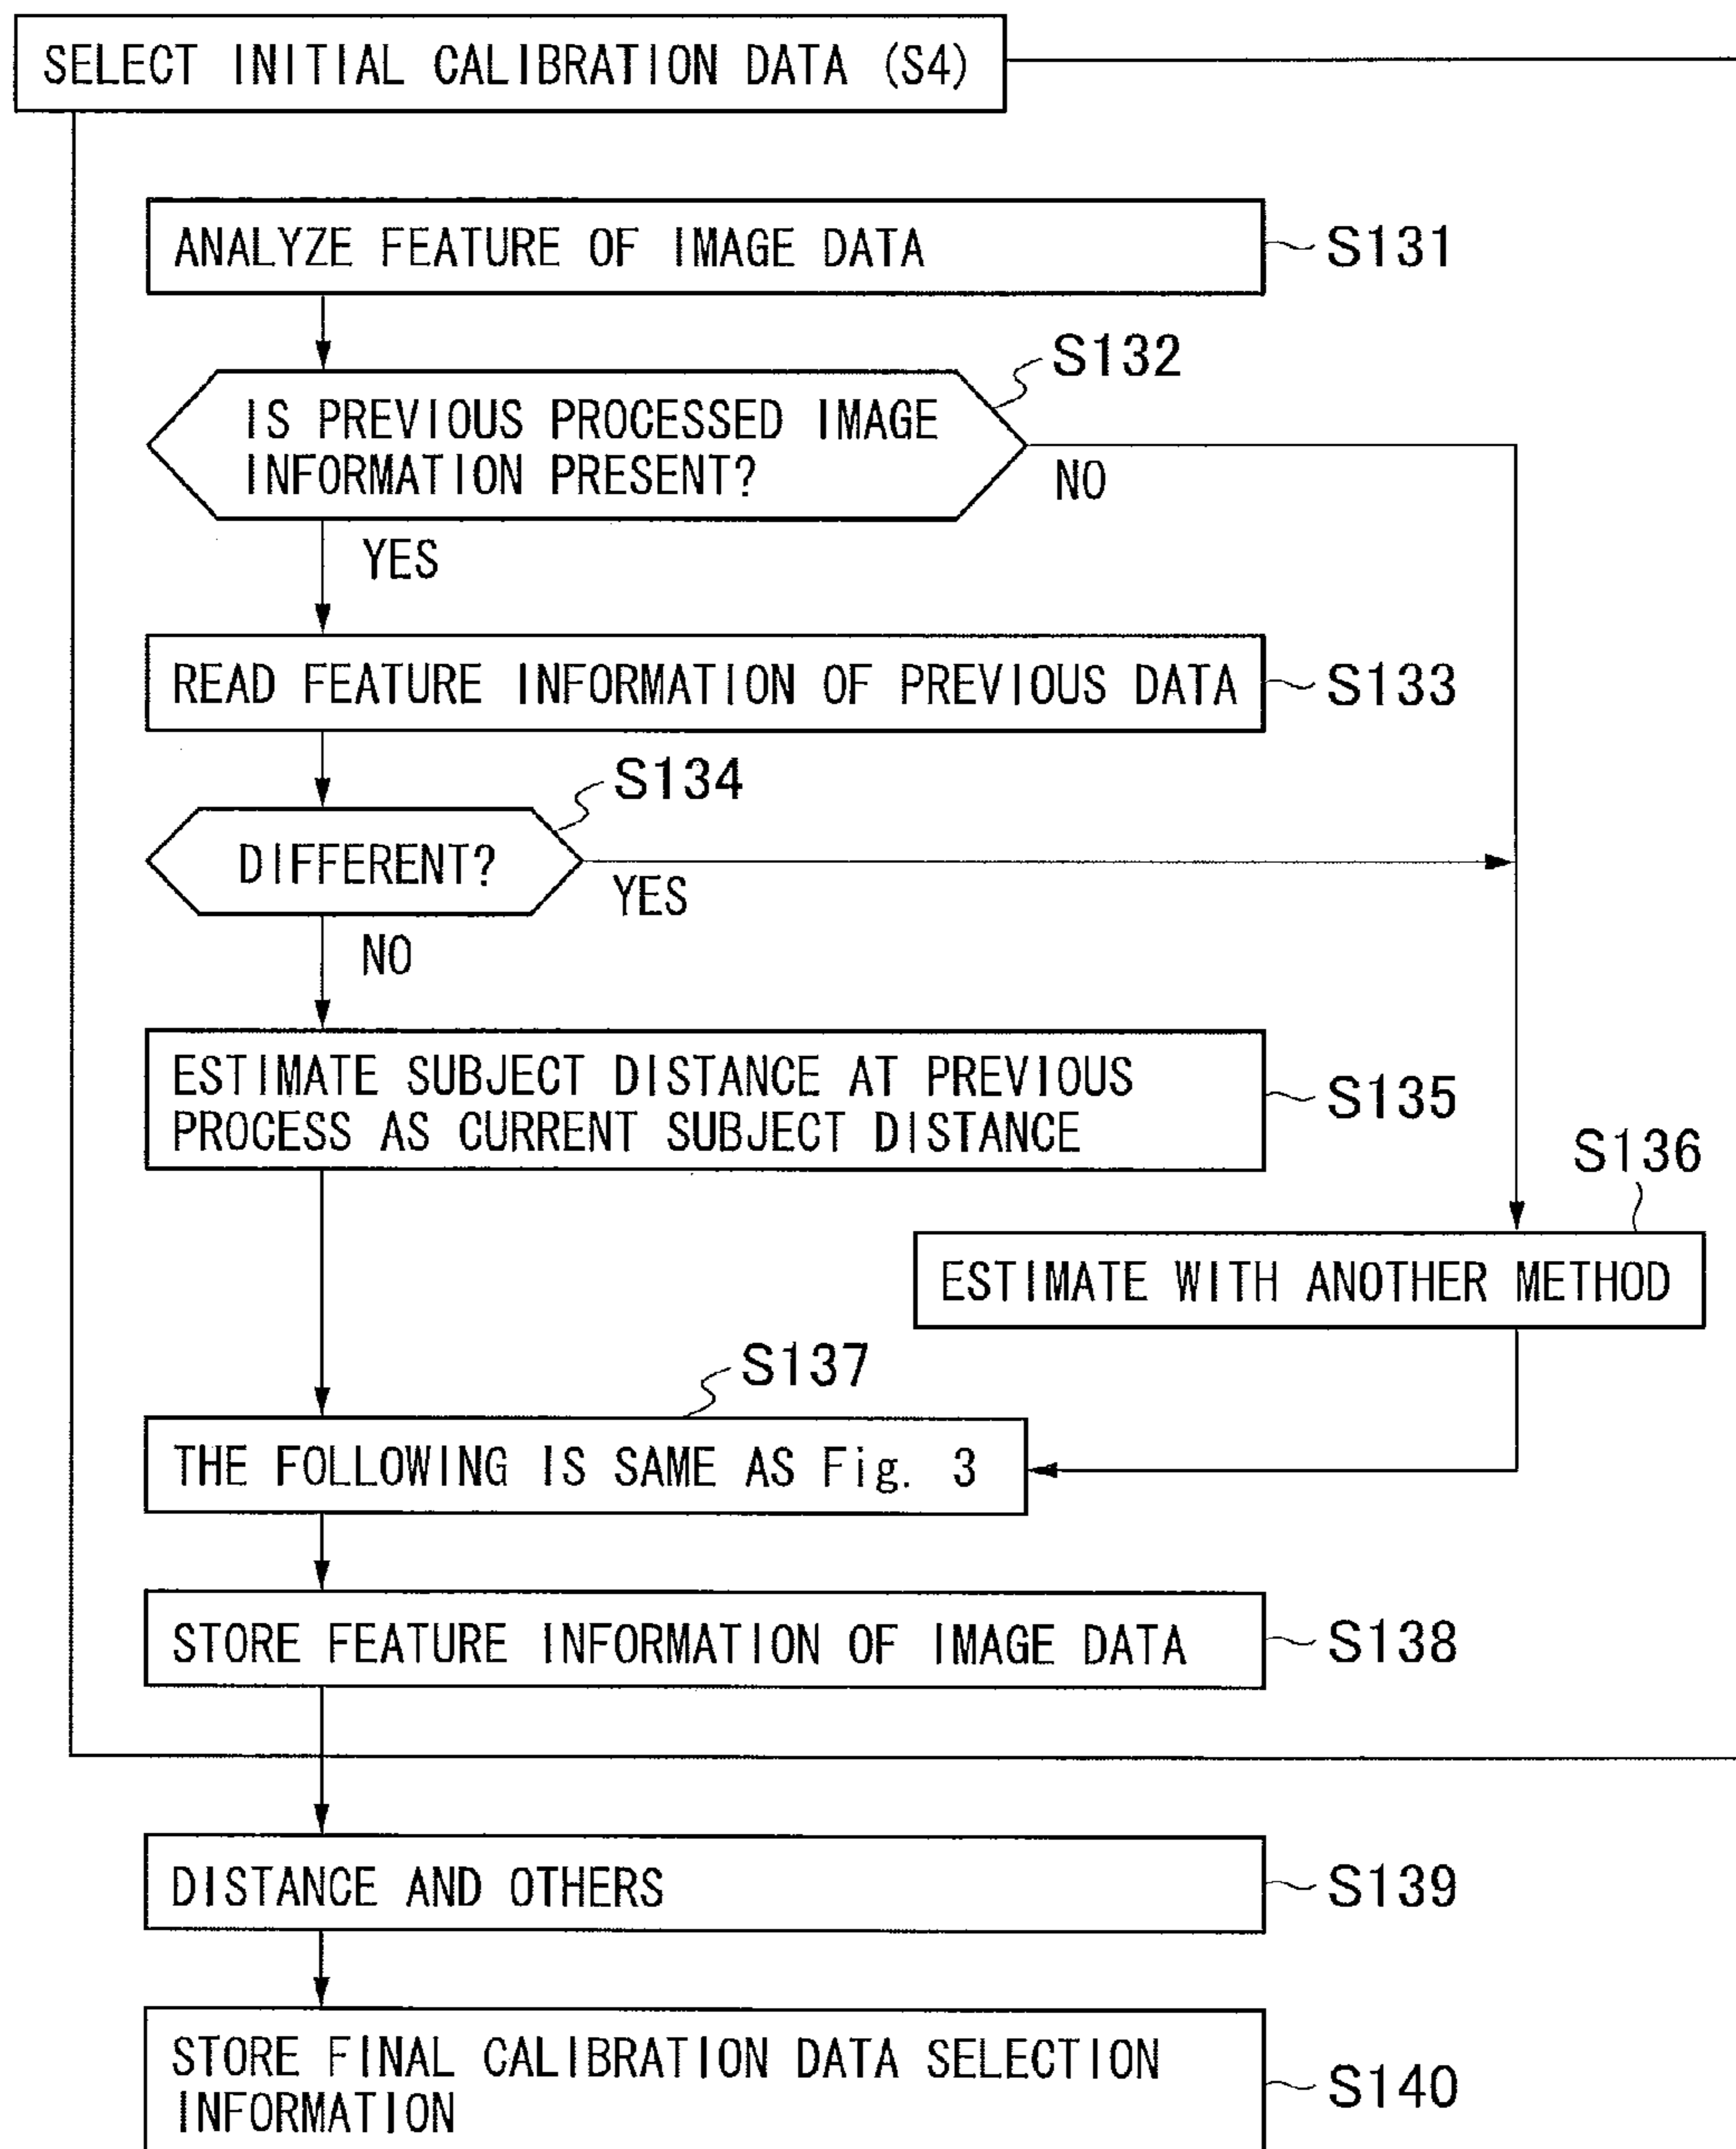 SELECT INITIAL CALIBRATION DATA (S4)
ANALYZE FEATURE OF IMAGE DATA
S131
S132
IS PREVIOUS PROCESSED IMAGE
INFORMATION PRESENT?
NO
YES
READ FEATURE INFORMATION OF PREVIOUS DATA
S133
S134
DIFFERENT?
YES
NO
ESTIMATE SUBJECT DISTANCE AT PREVIOUS
PROCESS AS CURRENT SUBJECT DISTANCE
S135
S136
ESTIMATE WITH ANOTHER METHOD
S137
THE FOLLOWING IS SAME AS Fig. 3
STORE FEATURE INFORMATION OF IMAGE DATA
S138
DISTANCE AND OTHERS
S139
STORE FINAL CALIBRATION DATA SELECTION
INFORMATION
S140